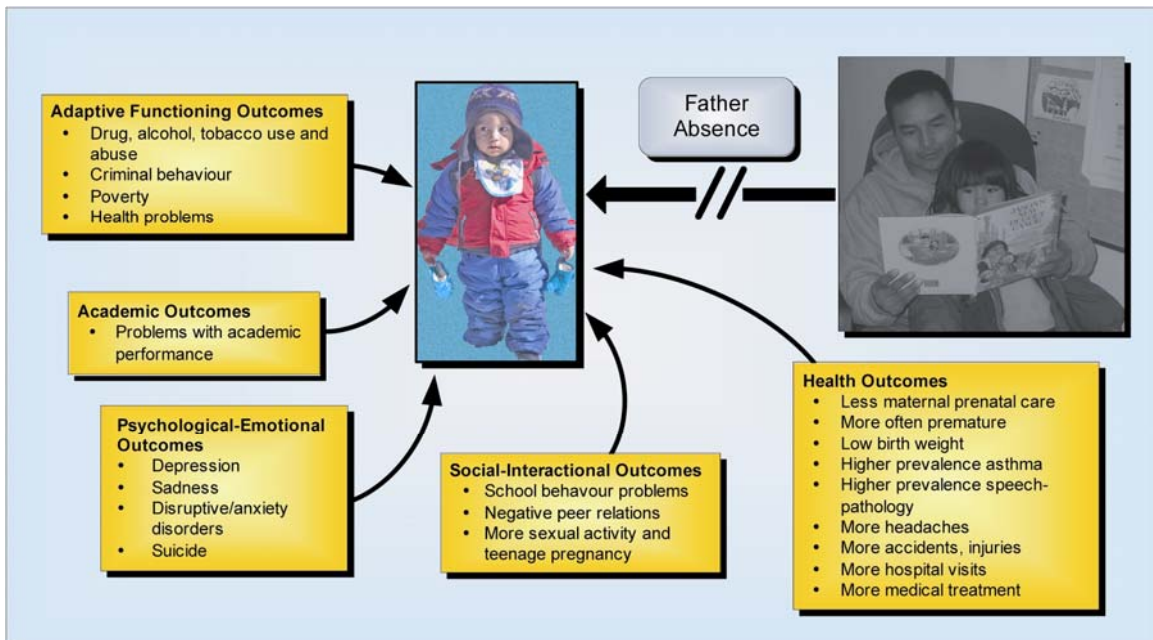 Adaptive Functioning Outcomes
• Drug, alcohol, tobacco use and
abuse
• Criminal behaviour
• Poverty
• Health problems
Father
Absence
Academic Outcomes
• Problems with academic
performance
Psychological-Emotional
Outcomes
• Depression
• Sadness
• Disruptive/anxiety
disorders
• Suicide
Social-Interactional Outcomes
• School behavour problems
• Negative peer relations
• More sexual activity and
teenage pregnancy
Health Outcomes
• Less maternal prenatal care
• More often premature
• Low birth weight
• Higher prevalence asthma
• Higher prevalence speech-
pathology
• More headaches
• More accidents, injuries
• More hospital visits
• More medical treatment